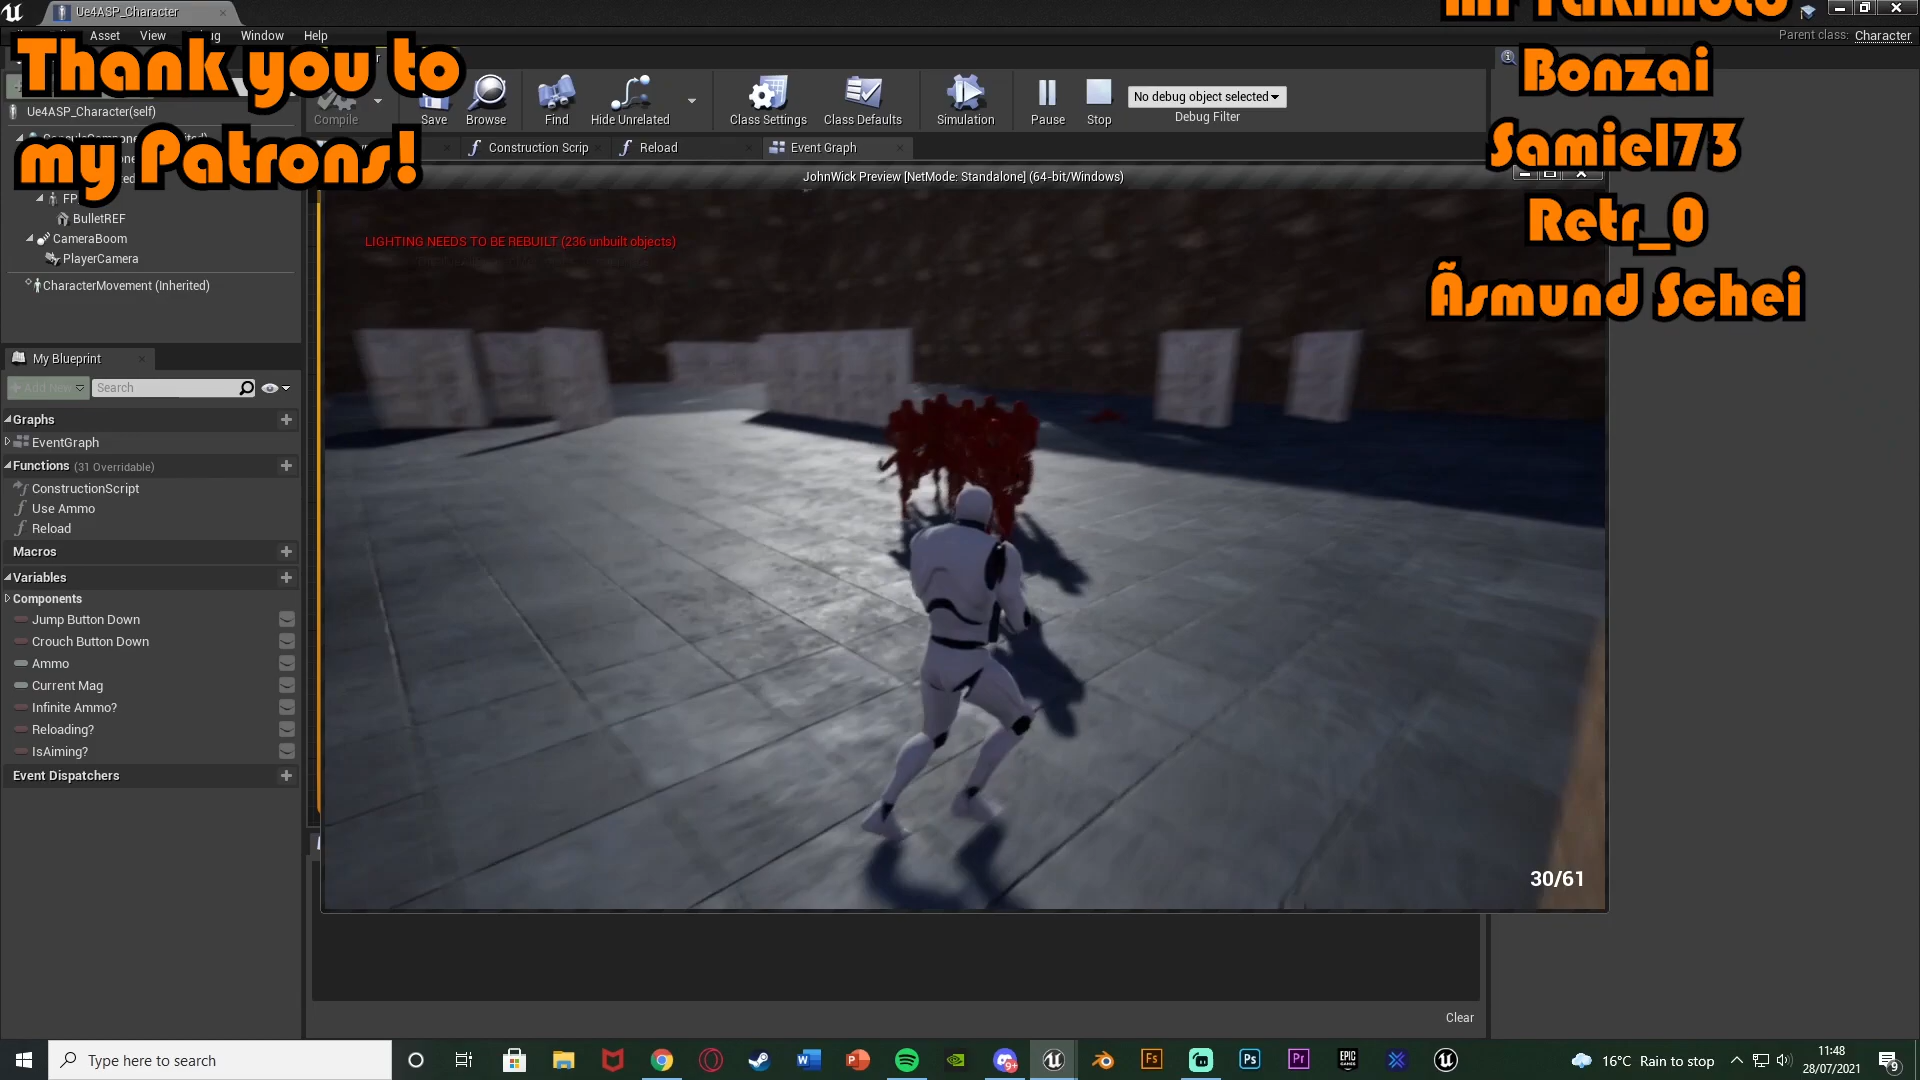 Ue4ASP_Character
Asset View Window Help
Parent class: Character
Thank you to
my Patrons!
Bonzai
Samiel73
Retr_0
Ãsmund Schei
Compile
Save
Browse
Find
Hide Unrelated
Class Settings
Class Defaults
Simulation
Pause
Stop
No debug object selected
Debug Filter
Ue4ASP_Character(self)
Construction Scrip
Reload
Event Graph
JohnWick Preview [NetMode: Standalone] (64-bit/Windows)
FP
BulletREF
CameraBoom
PlayerCamera
CharacterMovement (Inherited)
LIGHTING NEEDS TO BE REBUILT (236 unbuilt objects)
My Blueprint
Add New
Search
Graphs
EventGraph
Functions (31 Overridable)
ConstructionScript
Use Ammo
Reload
Macros
Variables
Components
Jump Button Down
Crouch Button Down
Ammo
Current Mag
Infinite Ammo?
Reloading?
IsAiming?
Event Dispatchers
30/61
Clear
Type here to search
16°C Rain to stop
11:48
28/07/2021